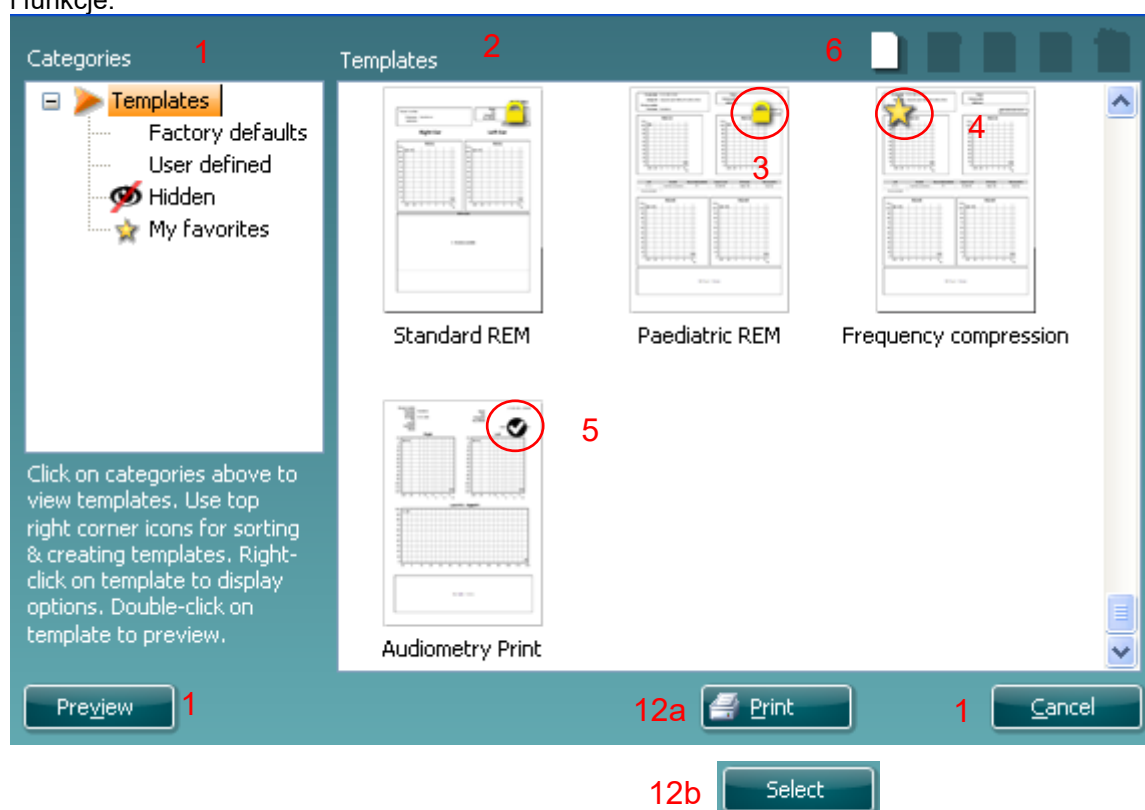 i funkcje:
Categories 1
Templates 2
6
Templates
Factory defaults
User defined
Hidden
My favorites
3
4
Standard REM
Paediatric REM
Frequency compression
5
Audiometry Print
Click on categories above to
view templates. Use top
right corner icons for sorting
& creating templates. Right-
click on template to display
options. Double-click on
template to preview.
Preview 1
12a Print
1 Cancel
12b Select